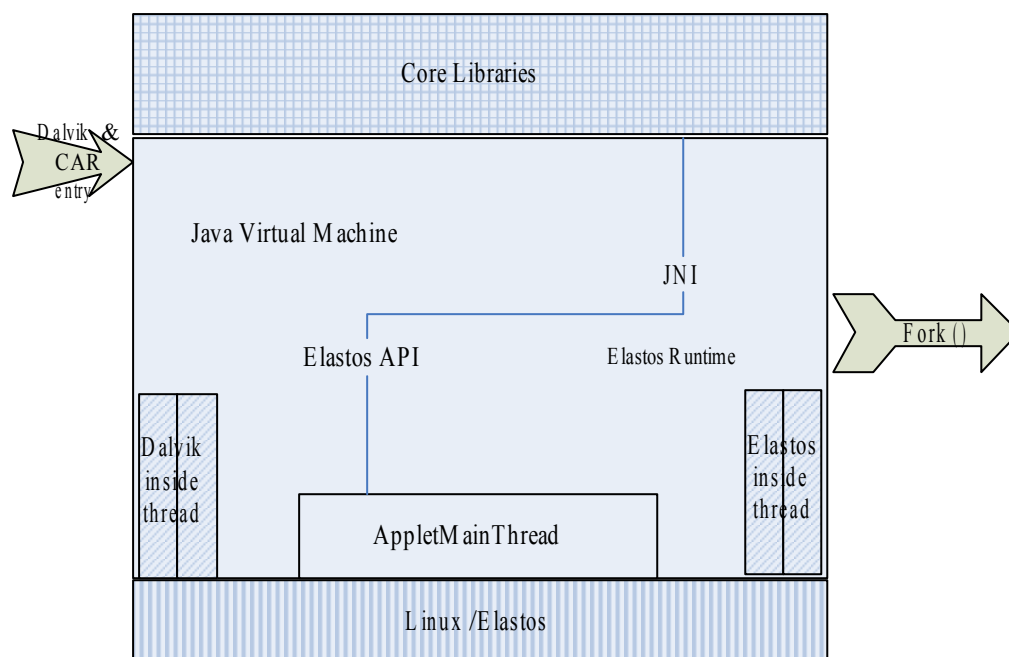 Core Libraries
Dalvik &
CAR
entry
Java Virtual Machine
JNI
Elastos API
Elastos Runtime
Fork ()
Dalvik
inside
thread
Elastos
inside
thread
AppletMainThread
Linux /Elastos